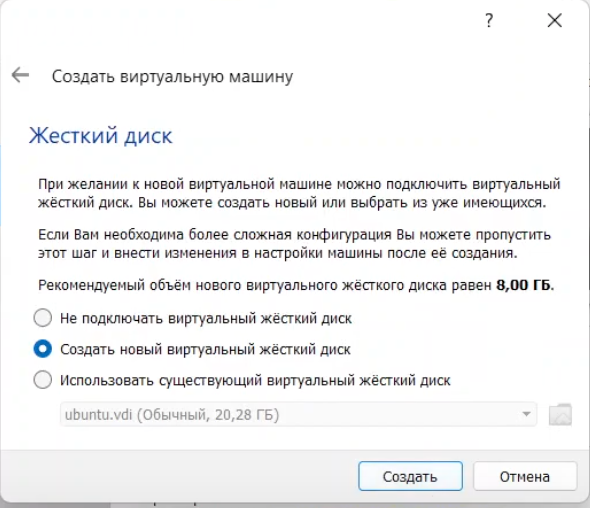 ?
Создать виртуальную машину
Жесткий диск
При желании к новой виртуальной машине можно подключить виртуальный
жёсткий диск. Вы можете создать новый или выбрать из уже имеющихся.
Если Вам необходима более сложная конфигурация Вы можете пропустить
этот шаг и внести изменения в настройки машины после её создания.
Рекомендуемый объём нового виртуального жёсткого диска равен 8,00 ГБ.
Не подключать виртуальный жёсткий диск
Создать новый виртуальный жёсткий диск
Использовать существующий виртуальный жёсткий диск
ubuntu.vdi (Обычный, 20,28 ГБ)
Создать
Отмена